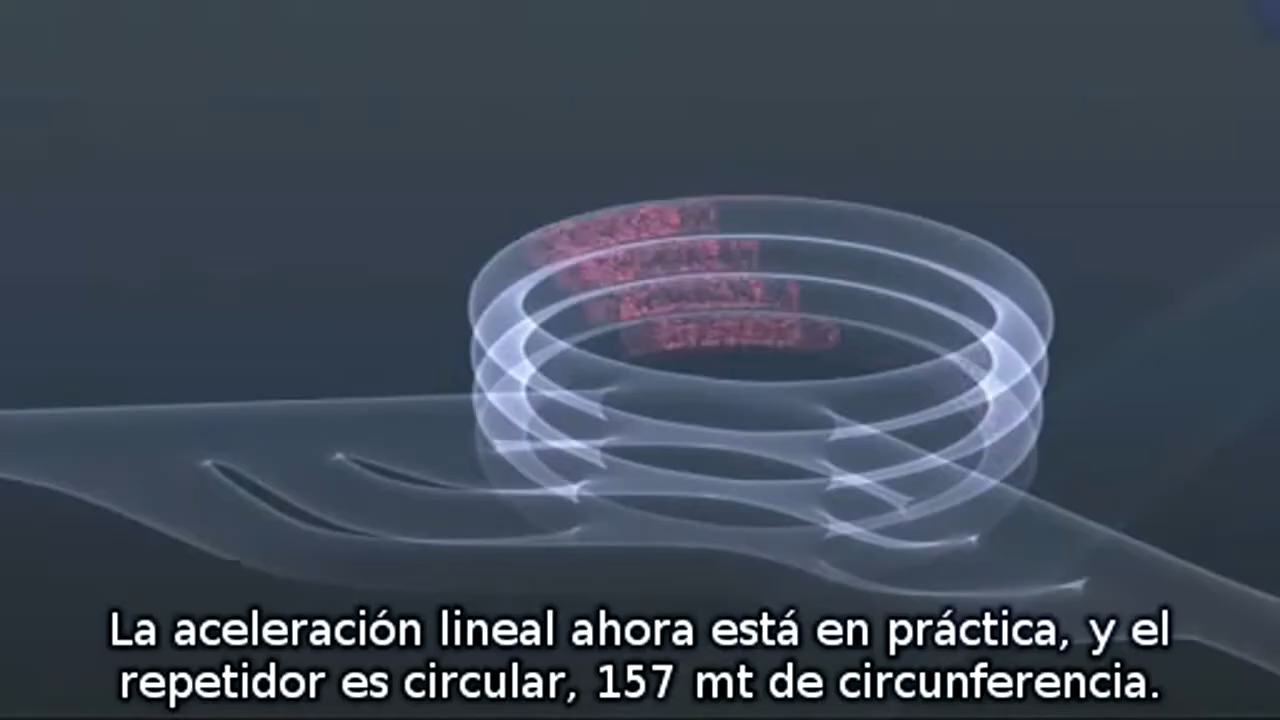 La aceleración lineal ahora está en práctica, y el
repetidor es circular, 157 mt de circunferencia.